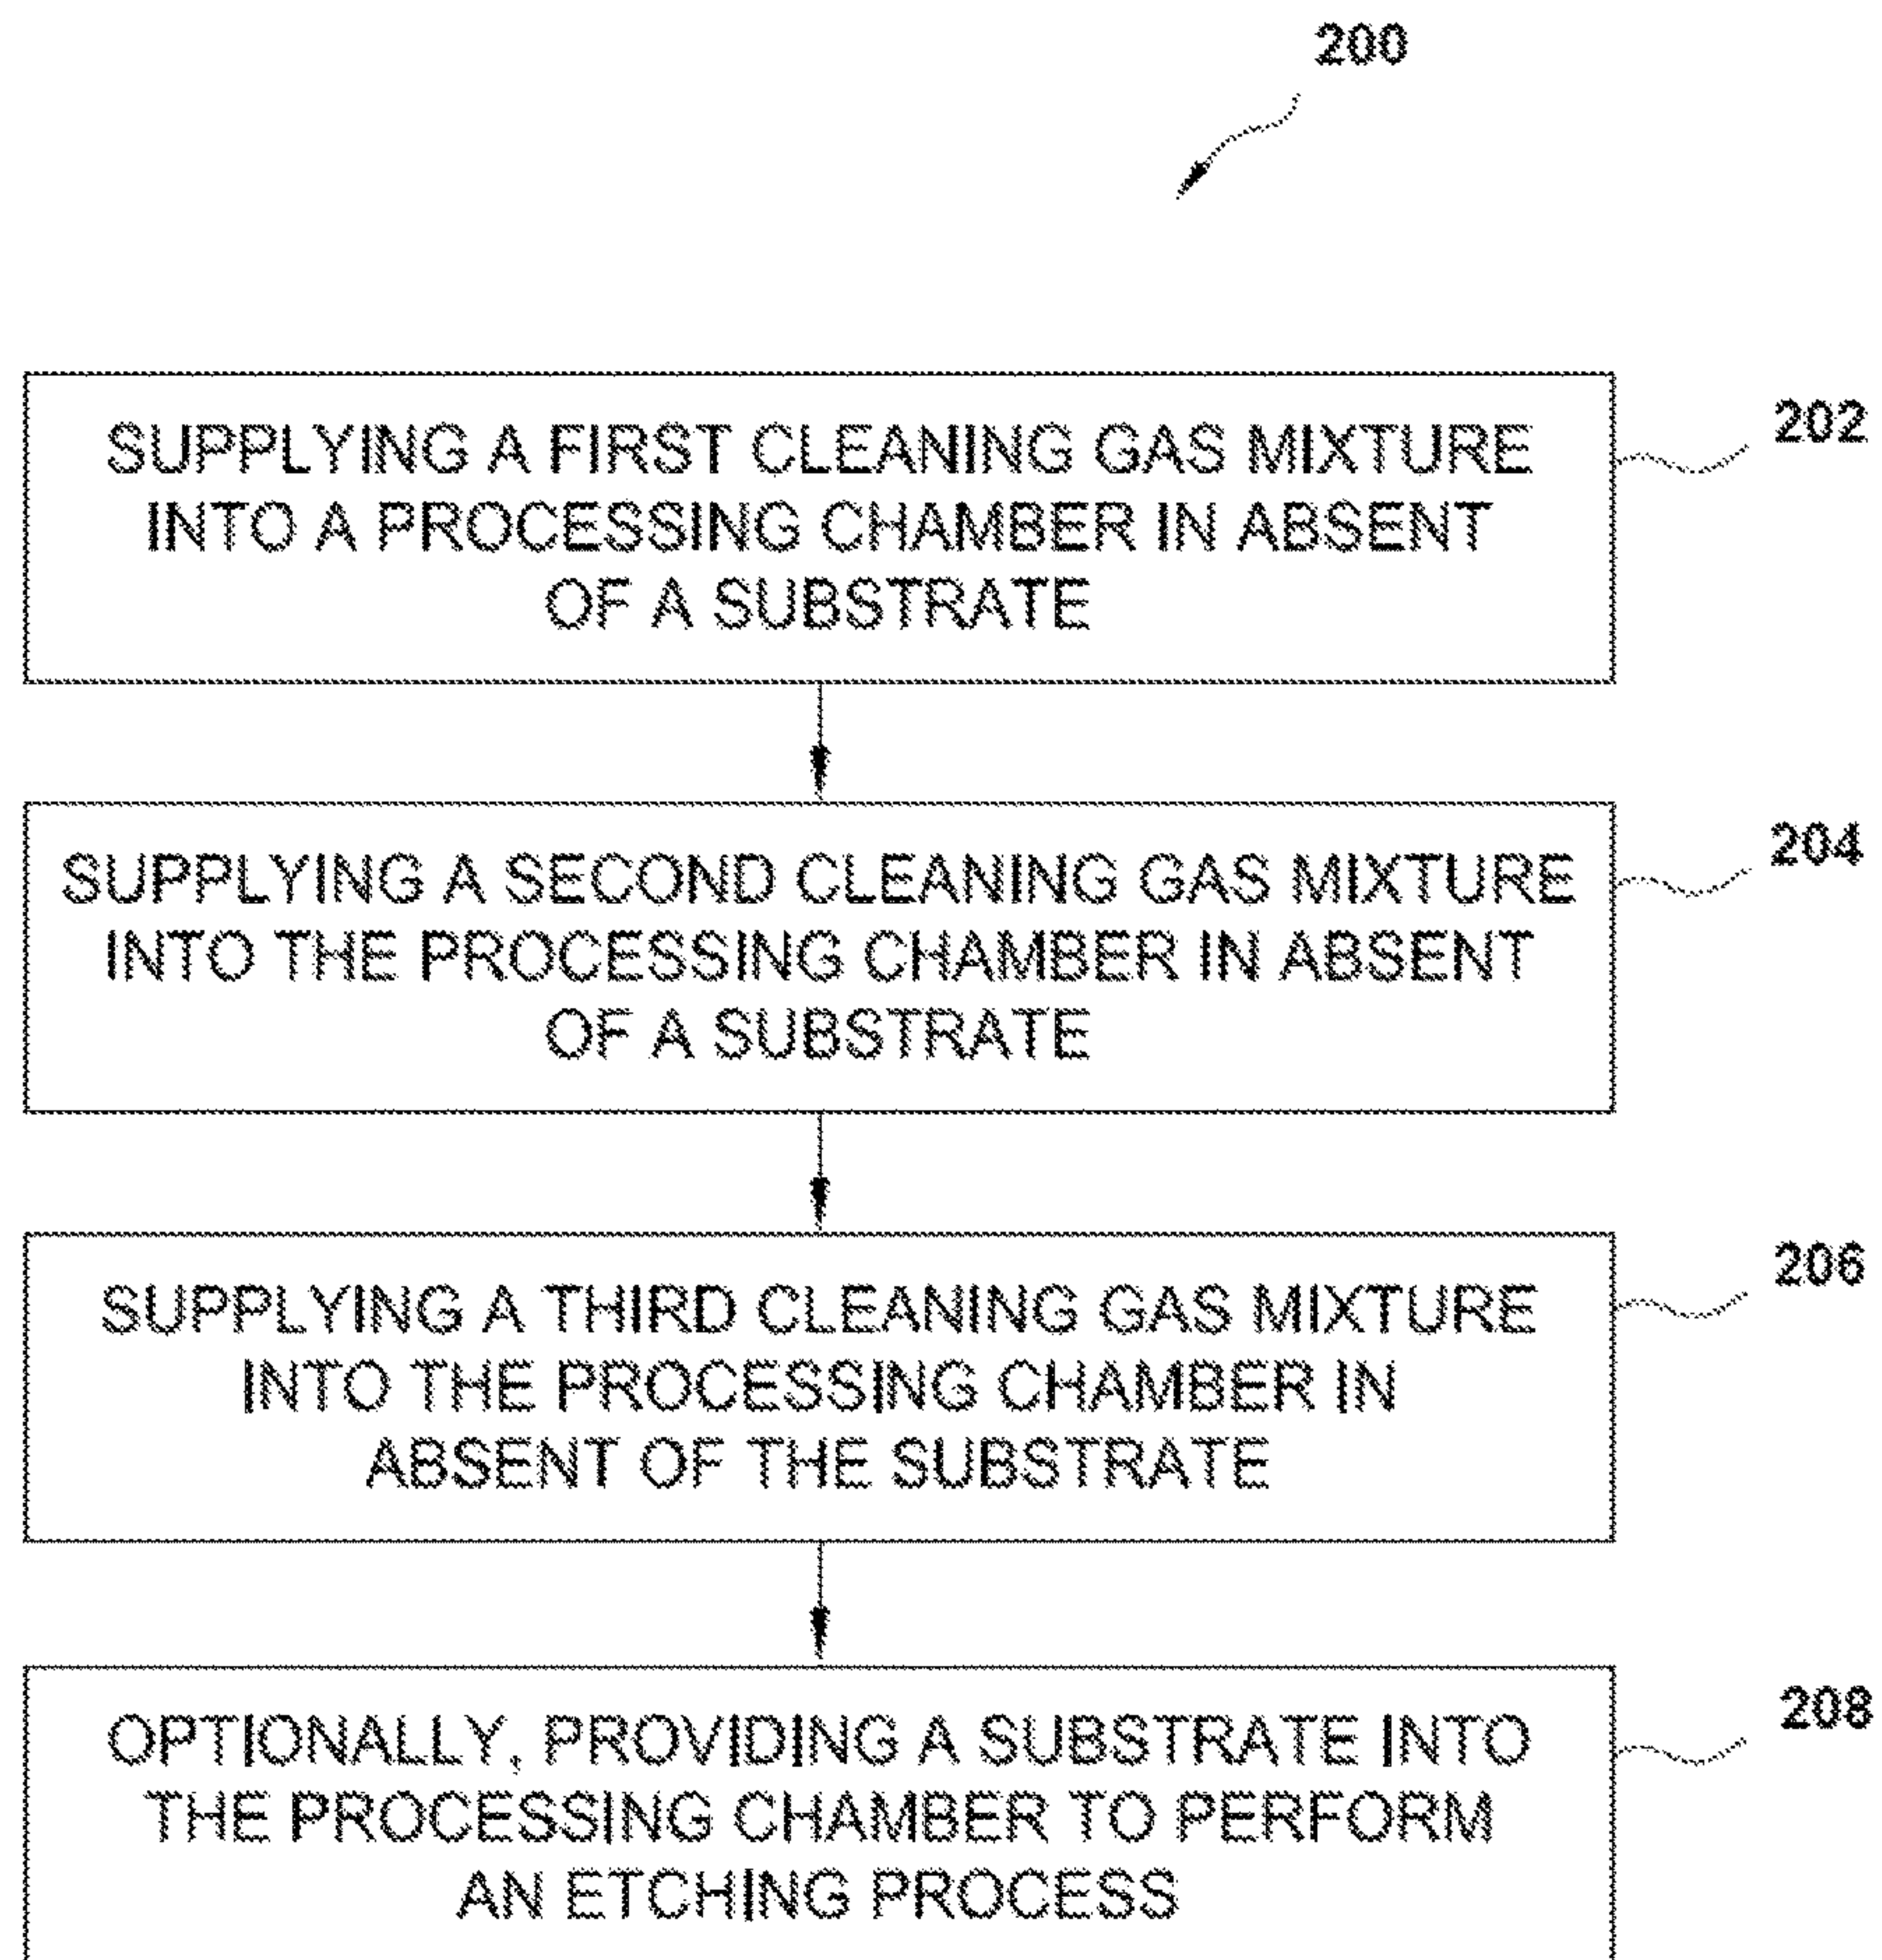 200
SUPPLYING A FIRST CLEANING GAS MIXTURE
INTO A PROCESSING CHAMBER IN ABSENT
OF A SUBSTRATE
202
SUPPLYING A SECOND CLEANING GAS MIXTURE
INTO THE PROCESSING CHAMBER IN ABSENT
OF A SUBSTRATE
204
SUPPLYING A THIRD CLEANING GAS MIXTURE
INTO THE PROCESSING CHAMBER IN
ABSENT OF THE SUBSTRATE
206
OPTIONALLY, PROVIDING A SUBSTRATE INTO
THE PROCESSING CHAMBER TO PERFORM
AN ETCHING PROCESS
208